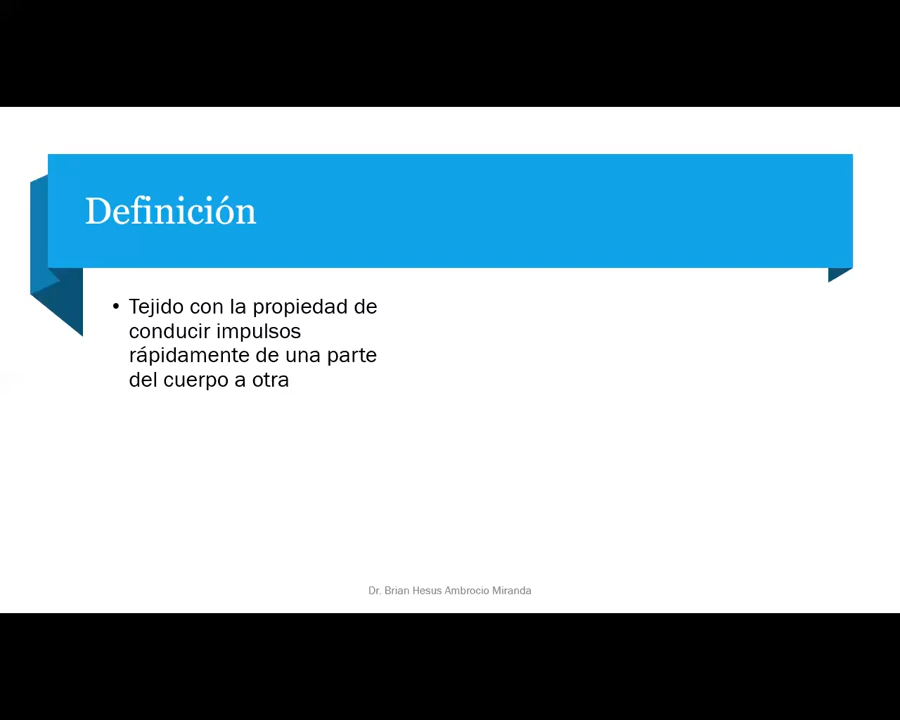 Definición
• Tejido con la propiedad de
conducir impulsos
rápidamente de una parte
del cuerpo a otra
Dr. Brian Hesus Ambrocio Miranda